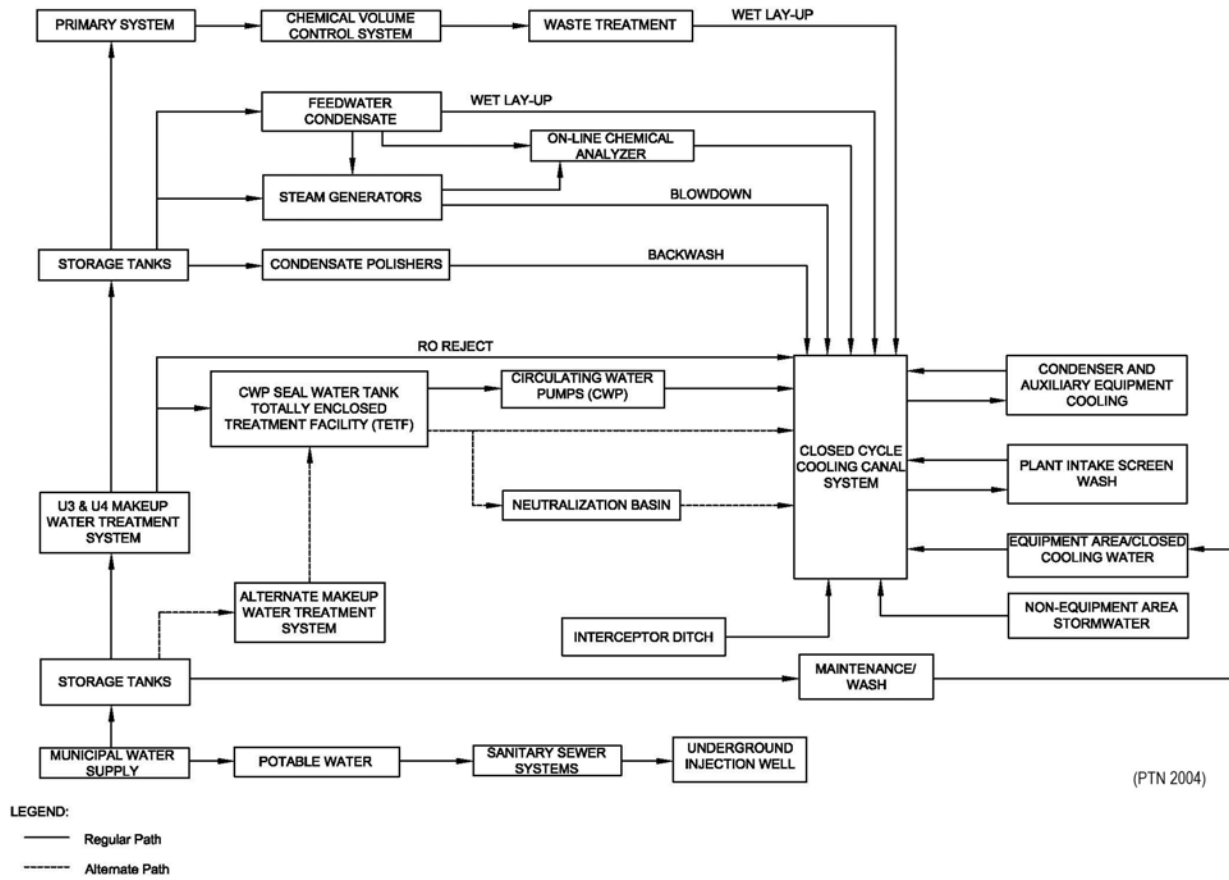 PRIMARY SYSTEM
CHEMICAL VOLUME
CONTROL SYSTEM
WASTE TREATMENT
WET LAY-UP
FEEDWATER
CONDENSATE
WET LAY-UP
ON-LINE CHEMICAL
ANALYZER
STEAM GENERATORS
BLOWDOWN
STORAGE TANKS
CONDENSATE POLISHERS
BACKWASH
RO REJECT
CWP SEAL WATER TANK
TOTALLY ENCLOSED
TREATMENT FACILITY (TETF)
CIRCULATING WATER
PUMPS (CWP)
CONDENSER AND
AUXILIARY EQUIPMENT
COOLING
CLOSED CYCLE
COOLING CANAL
SYSTEM
PLANT INTAKE SCREEN
WASH
U3 & U4 MAKEUP
WATER TREATMENT
SYSTEM
NEUTRALIZATION BASIN
EQUIPMENT AREA/CLOSED
COOLING WATER
ALTERNATE MAKEUP
WATER TREATMENT
SYSTEM
NON-EQUIPMENT AREA
STORMWATER
INTERCEPTOR DITCH
STORAGE TANKS
MAINTENANCE/
WASH
MUNICIPAL WATER
SUPPLY
POTABLE WATER
SANITARY SEWER
SYSTEMS
UNDERGROUND
INJECTION WELL
(PTN 2004)
LEGEND:
Regular Path
Alternate Path